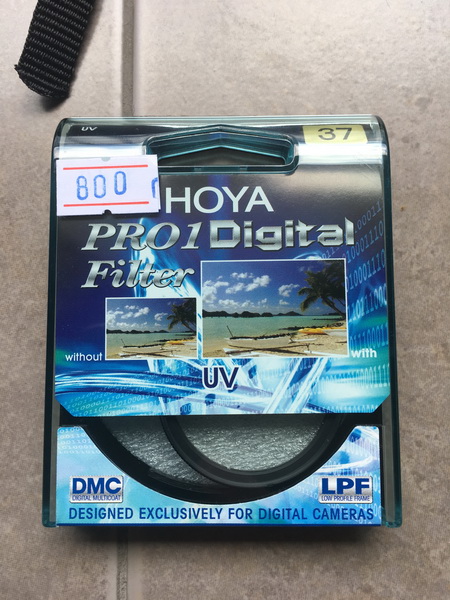 UV
37
800
HOYA
PRO1 Digital
Filter
without
with
UV
DMC
DIGITAL MULTICOAT
LPF
LOW PROFILE FRAME
DESIGNED EXCLUSIVELY FOR DIGITAL CAMERAS